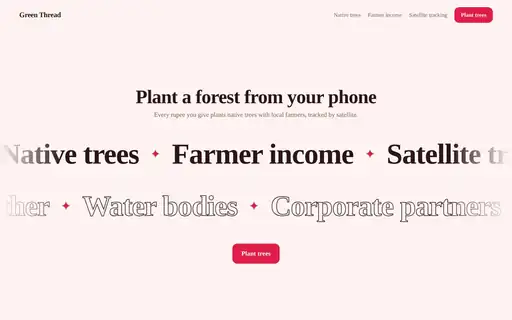 Green Thread
Native trees Farmer income Satellite tracking Plant trees
Plant a forest from your phone
Every rupee you give plants native trees with local farmers, tracked by satellite.
Native trees ✦ Farmer income ✦ Satellite tr
ther ✦ Water bodies ✦ Corporate partners
Plant trees